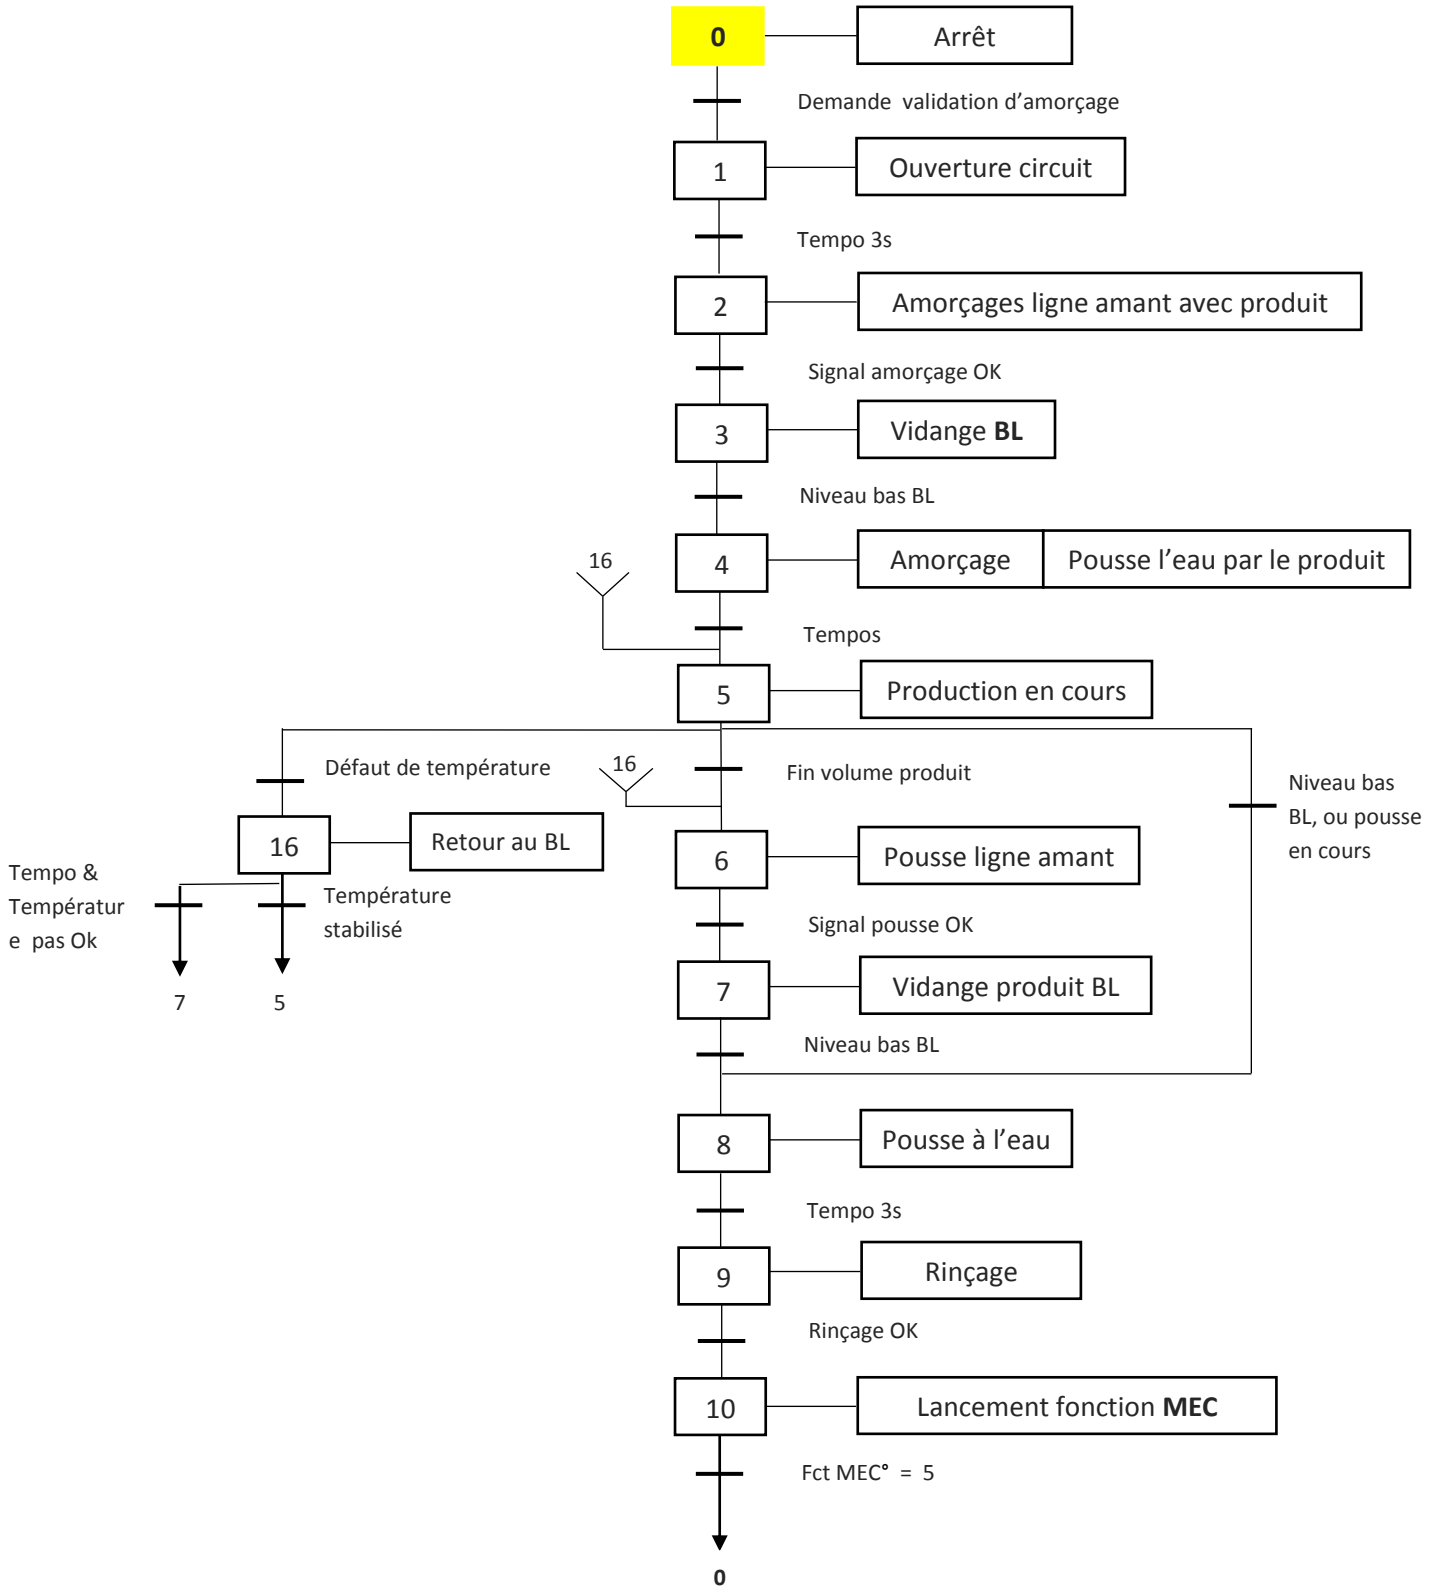 0
Arrêt
Demande validation d'amorçage
1
Ouverture circuit
Tempo 3s
2
Amorçages ligne amant avec produit
Signal amorçage OK
3
Vidange BL
Niveau bas BL
16
4
Amorçage
Pousse l'eau par le produit
Tempos
5
Production en cours
Défaut de température
16
Fin volume produit
Niveau bas
BL, ou pousse
en cours
16
Retour au BL
6
Pousse ligne amant
Tempo &
Températur
e pas Ok
Température
stabilisé
Signal pousse OK
7
5
7
Vidange produit BL
Niveau bas BL
8
Pousse à l'eau
Tempo 3s
9
Rinçage
Rinçage OK
10
Lancement fonction MEC
Fct MEC° = 5
0